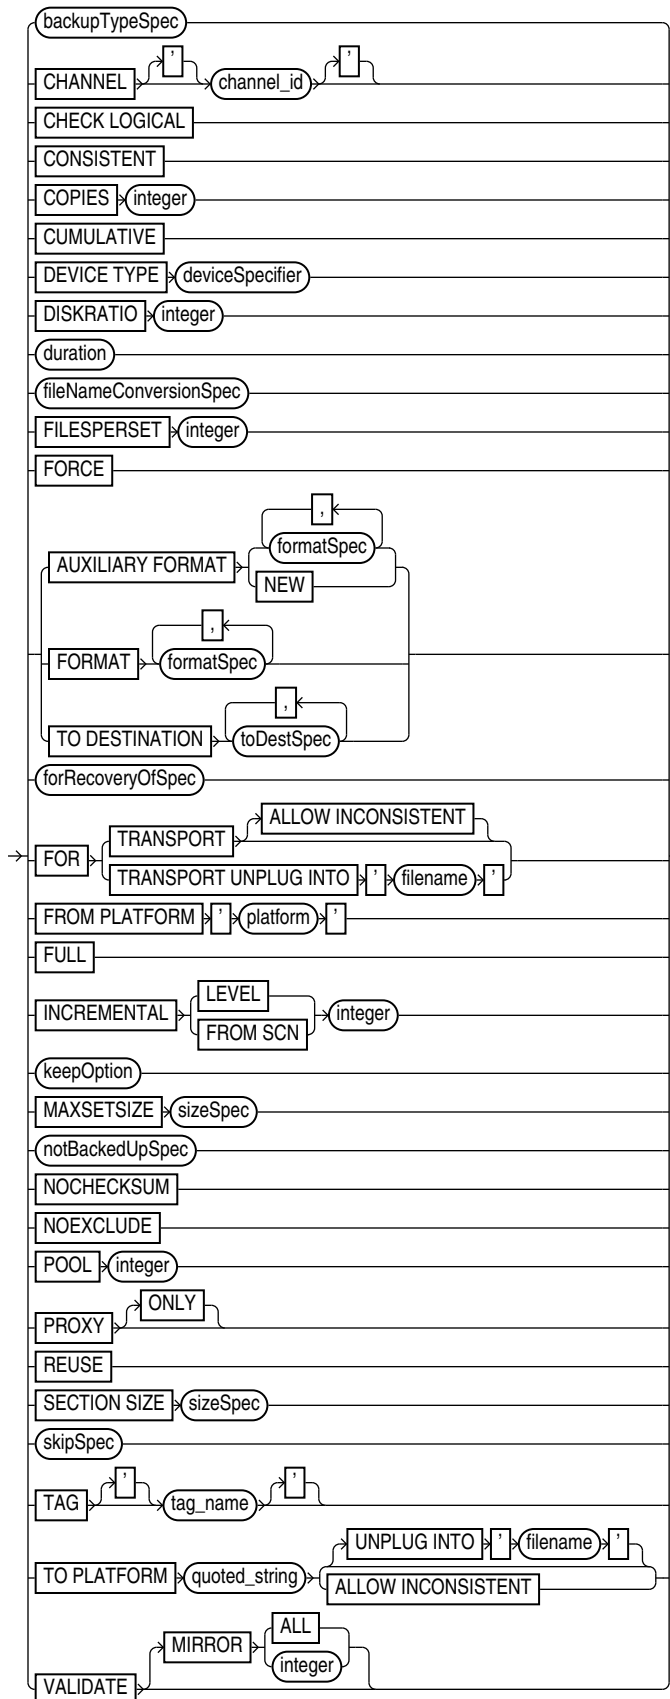 backupTypeSpec
CHANNEL ' channel_id '
CHECK LOGICAL
CONSISTENT
COPIES integer
CUMULATIVE
DEVICE TYPE deviceSpecifier
DISKRATIO integer
duration
fileNameConversionSpec
FILESPERSET integer
FORCE
,
AUXILIARY FORMAT formatSpec
NEW
,
FORMAT formatSpec
,
TO DESTINATION toDestSpec
forRecoveryOfSpec
ALLOW INCONSISTENT
TRANSPORT
FOR
TRANSPORT UNPLUG INTO ' filename '
FROM PLATFORM ' platform '
FULL
LEVEL
INCREMENTAL integer
FROM SCN
keepOption
MAXSETSIZE sizeSpec
notBackedUpSpec
NOCHECKSUM
NOEXCLUDE
POOL integer
ONLY
PROXY
REUSE
SECTION SIZE sizeSpec
skipSpec
TAG ' tag_name '
UNPLUG INTO ' filename '
TO PLATFORM quoted_string
ALLOW INCONSISTENT
ALL
MIRROR
integer
VALIDATE